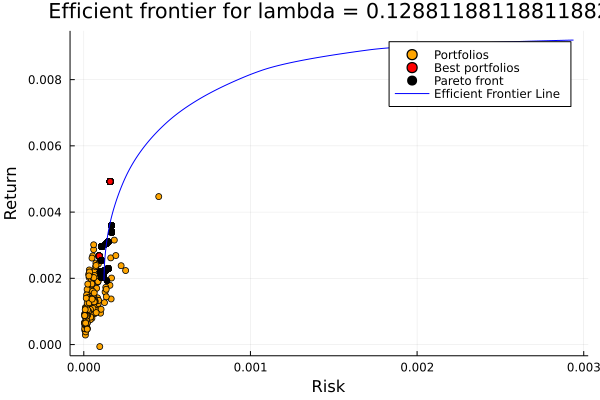 Efficient frontier for lambda = 0.1288118811881188
Portfolios
Best portfolios
Pareto front
Efficient Frontier Line
Return
0.008
0.006
0.004
0.002
0.000
0.000 0.001 0.002 0.003
Risk